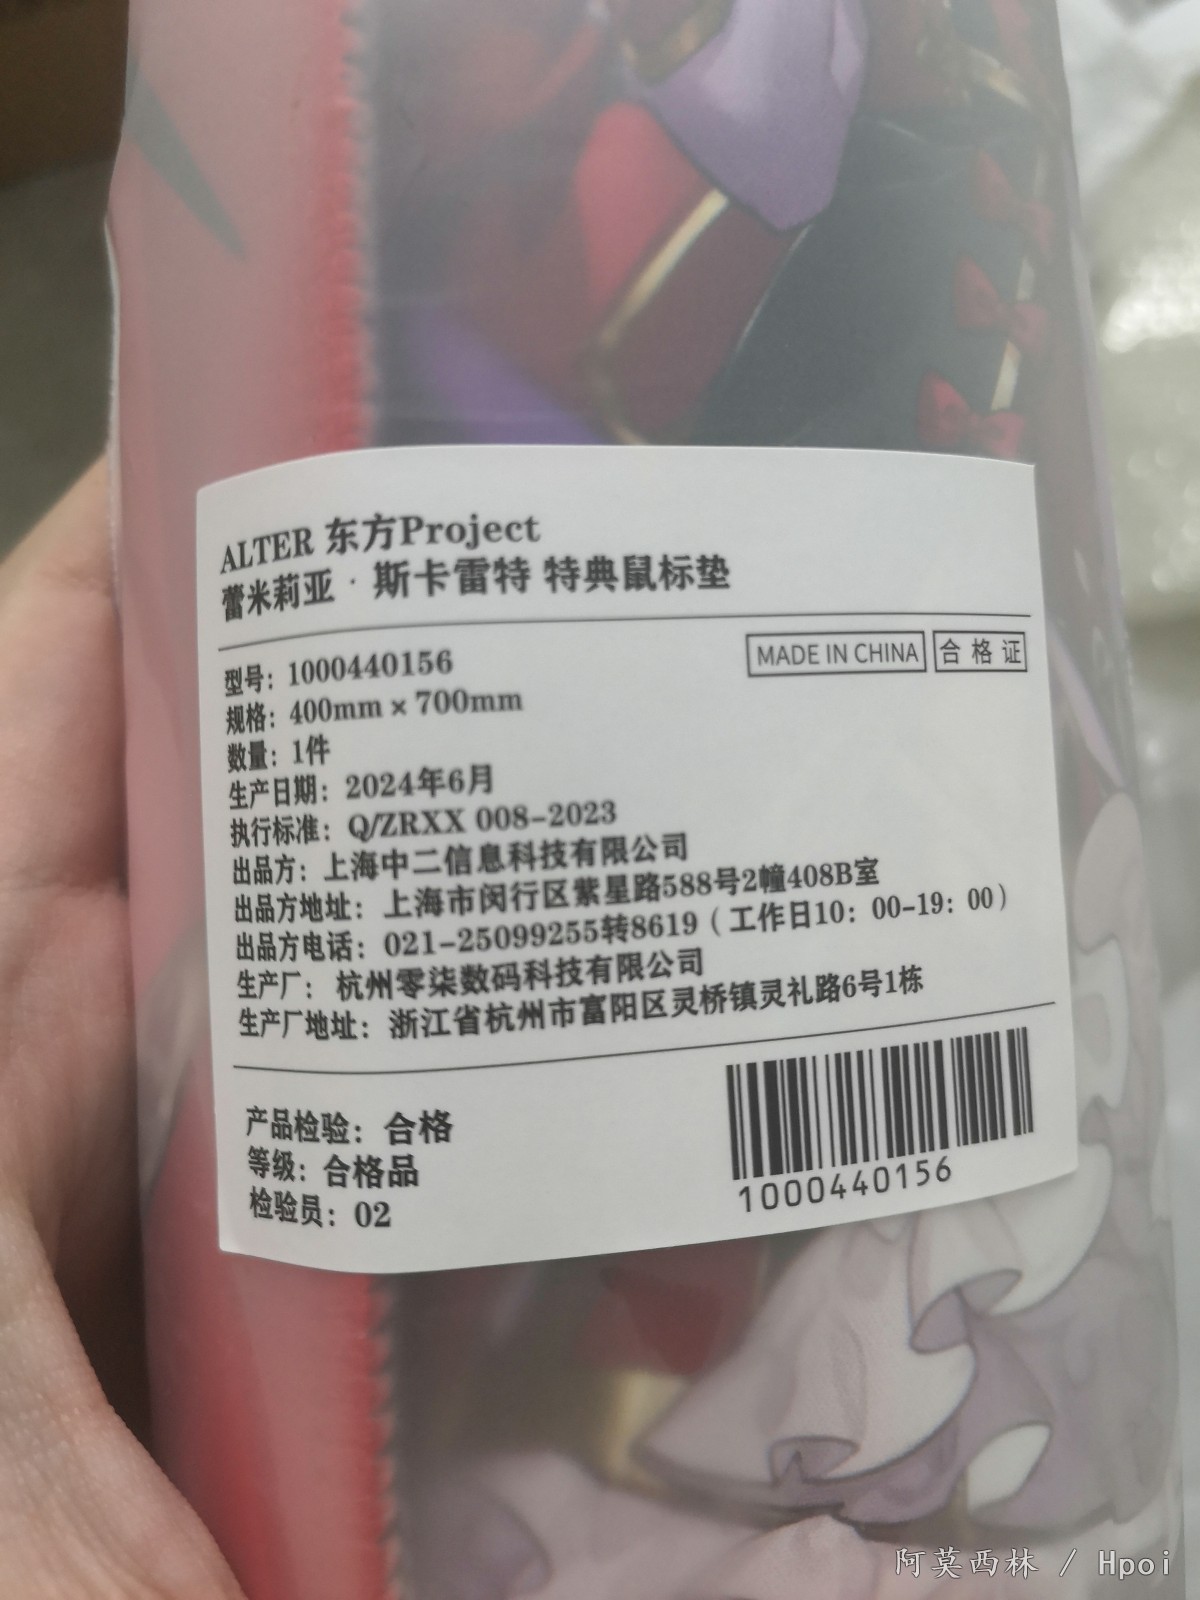 ALTER 东方Project
蕾米莉亚·斯卡雷特 特典鼠标垫
MADE IN CHINA 合格证
型号：1000440156
规格：400mm×700mm
数量：1件
生产日期：2024年6月
执行标准：Q/ZRXX 008-2023
出品方：上海中二信息科技有限公司
出品方地址：上海市闵行区紫星路588号2幢408B室
出品方电话：021-25099255转8619（工作日10：00-19：00）
生产厂：杭州零柒数码科技有限公司
生产厂地址：浙江省杭州市富阳区灵桥镇灵礼路6号1栋
产品检验：合格
等级：合格品
检验员：02
1000440156
阿莫西林 / Hpoi